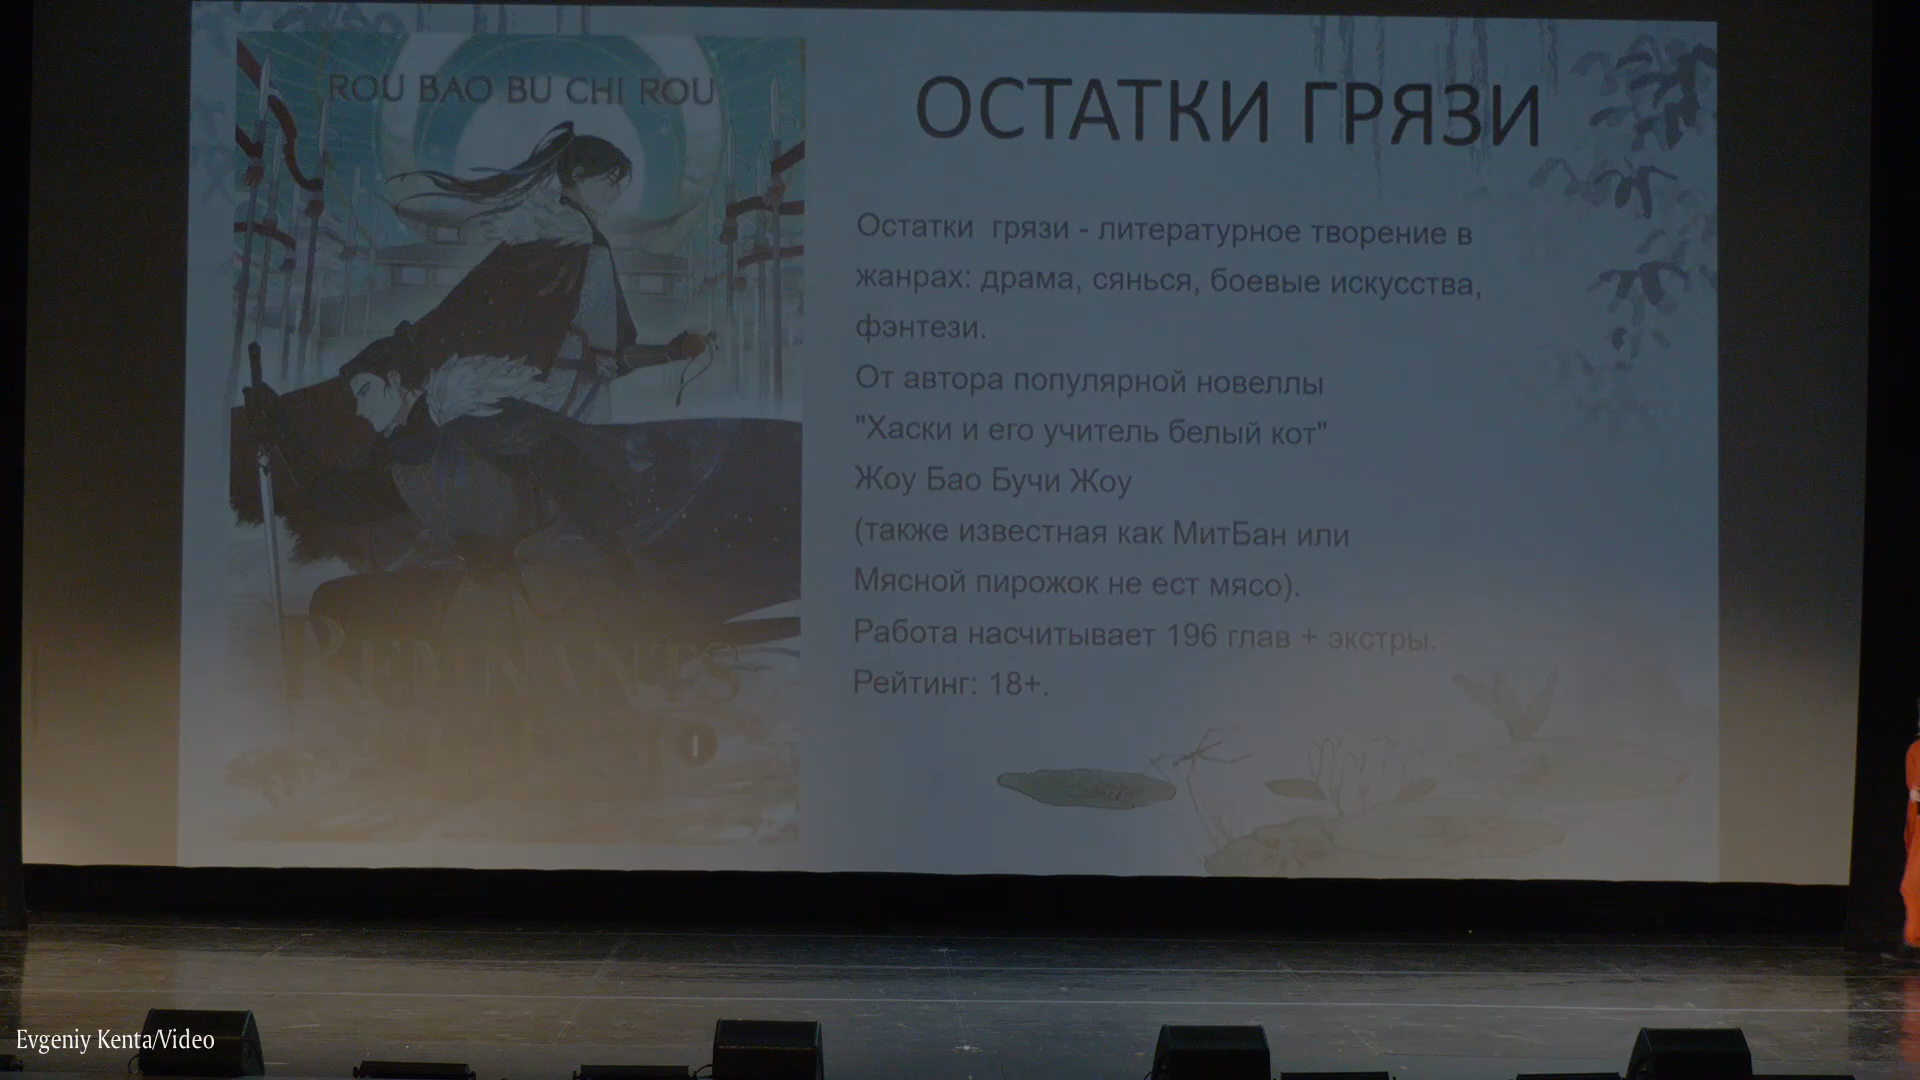 ROU BAO BU CHI ROU
REMNANTS
1
ОСТАТКИ ГРЯЗИ
Остатки грязи - литературное творение в
жанрах: драма, сянься, боевые искусства,
фэнтези.
От автора популярной новеллы
"Хаски и его учитель белый кот"
Жоу Бао Бучи Жоу
(также известная как МитБан или
Мясной пирожок не ест мясо).
Работа насчитывает 196 глав + экстры.
Рейтинг: 18+.
Evgeniy Kenta/Video